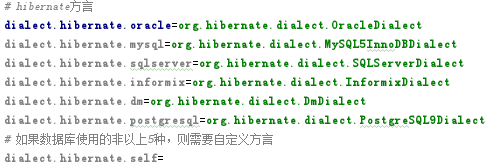 # hibernate方言
dialect.hibernate.oracle=org.hibernate.dialect.OracleDialect
dialect.hibernate.mysql=org.hibernate.dialect.MySQL5InnoDBDialect
dialect.hibernate.sqlserver=org.hibernate.dialect.SQLServerDialect
dialect.hibernate.informix=org.hibernate.dialect.InformixDialect
dialect.hibernate.dm=org.hibernate.dialect.DmDialect
dialect.hibernate.postgresql=org.hibernate.dialect.PostgreSQL9Dialect
# 如果数据库使用的非以上5种，则需要自定义方言
dialect.hibernate.self=